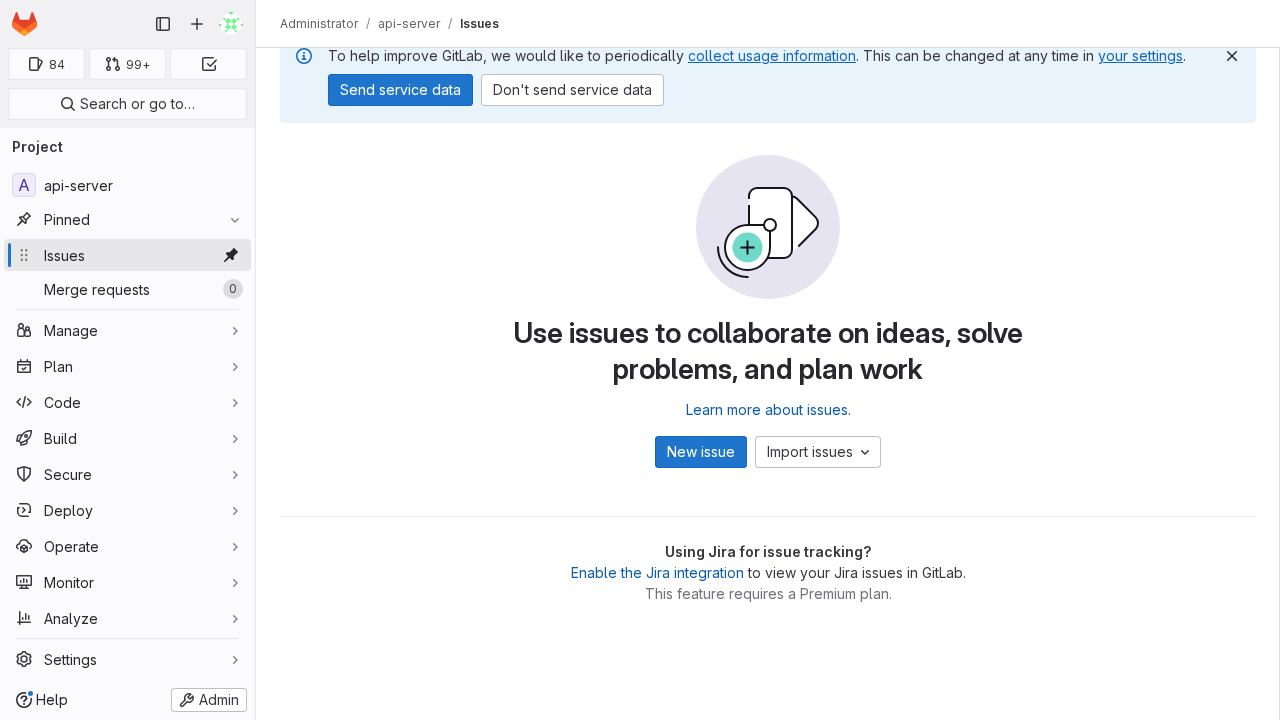 Administrator / api-server / Issues
84
99+
Search or go to…
Project
A api-server
Pinned
Issues
Merge requests 0
Manage
Plan
Code
Build
Secure
Deploy
Operate
Monitor
Analyze
Settings
Help
Admin
To help improve GitLab, we would like to periodically collect usage information. This can be changed at any time in your settings.
Send service data
Don't send service data
Use issues to collaborate on ideas, solve
problems, and plan work
Learn more about issues.
New issue
Import issues
Using Jira for issue tracking?
Enable the Jira integration to view your Jira issues in GitLab.
This feature requires a Premium plan.